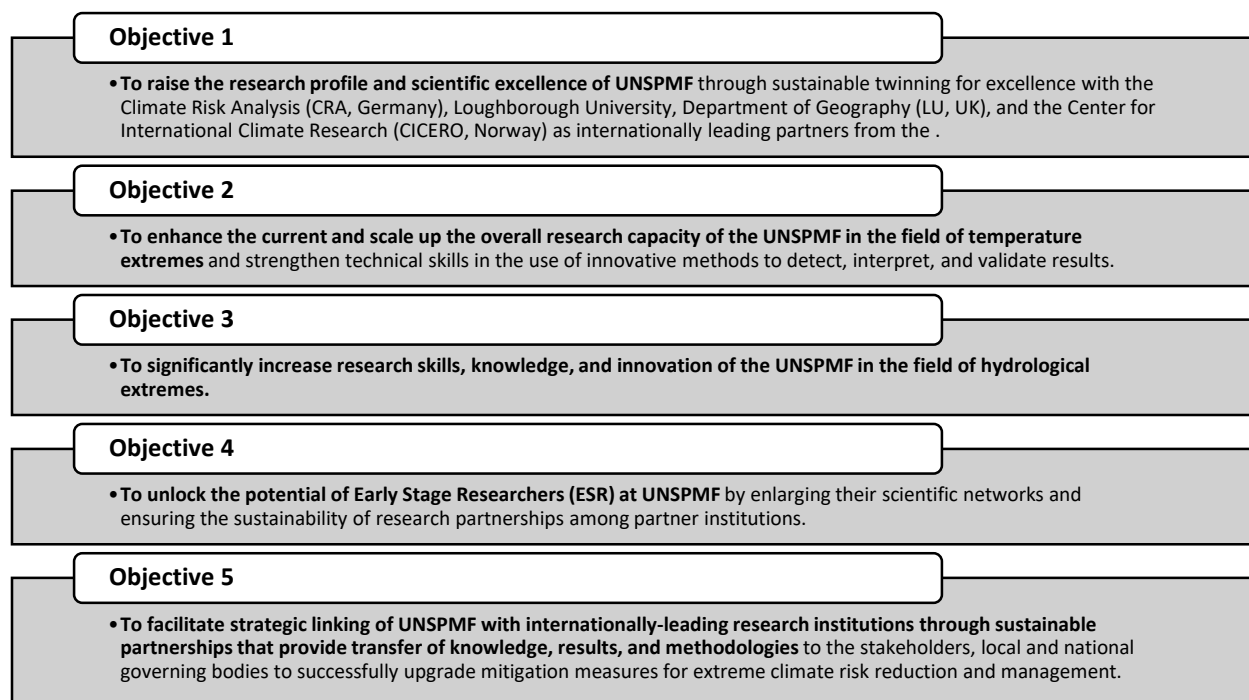 Objective 1
•To raise the research profile and scientific excellence of UNSPMF through sustainable twinning for excellence with the
Climate Risk Analysis (CRA, Germany), Loughborough University, Department of Geography (LU, UK), and the Center for
International Climate Research (CICERO, Norway) as internationally leading partners from the .
Objective 2
•To enhance the current and scale up the overall research capacity of the UNSPMF in the field of temperature
extremes and strengthen technical skills in the use of innovative methods to detect, interpret, and validate results.
Objective 3
•To significantly increase research skills, knowledge, and innovation of the UNSPMF in the field of hydrological
extremes.
Objective 4
•To unlock the potential of Early Stage Researchers (ESR) at UNSPMF by enlarging their scientific networks and
ensuring the sustainability of research partnerships among partner institutions.
Objective 5
•To facilitate strategic linking of UNSPMF with internationally-leading research institutions through sustainable
partnerships that provide transfer of knowledge, results, and methodologies to the stakeholders, local and national
governing bodies to successfully upgrade mitigation measures for extreme climate risk reduction and management.